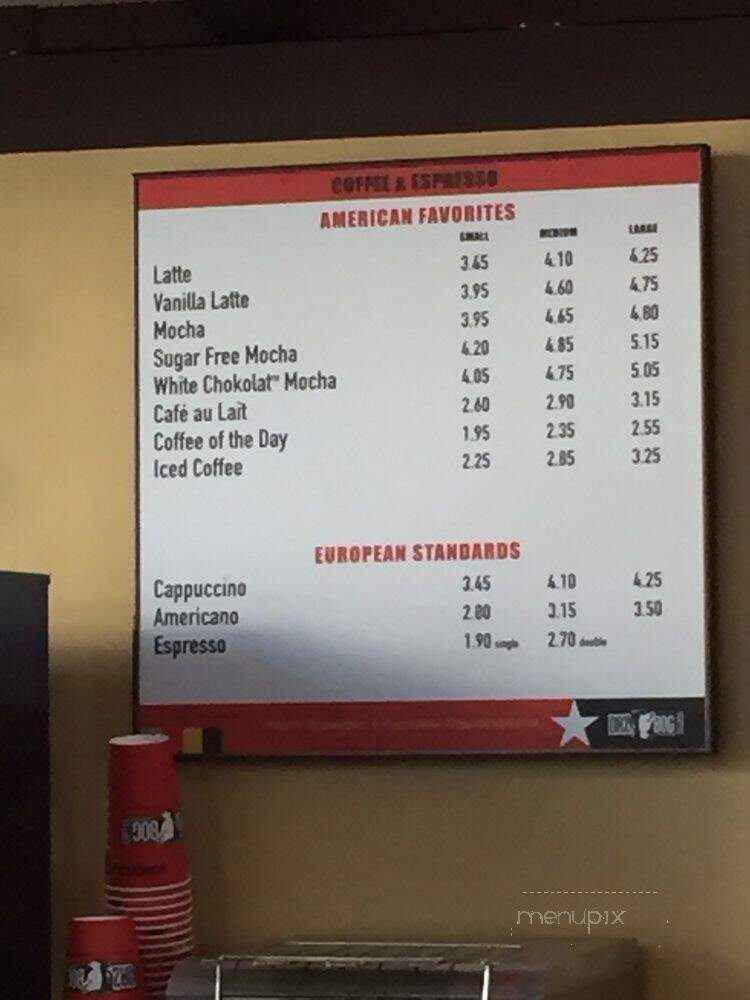 COFFEE & ESPRESSO
AMERICAN FAVORITES
SMALL MEDIUM LARGE
Latte 3.45 4.10 4.25
Vanilla Latte 3.95 4.60 4.75
Mocha 3.95 4.65 4.80
Sugar Free Mocha 4.20 4.85 5.15
White Chokolat™ Mocha 4.05 4.75 5.05
Café au Lait 2.60 2.90 3.15
Coffee of the Day 1.95 2.35 2.55
Iced Coffee 2.25 2.85 3.25
EUROPEAN STANDARDS
Cappuccino 3.45 4.10 4.25
Americano 2.80 3.15 3.50
Espresso 1.90 single 2.70 double
DOG
menupix